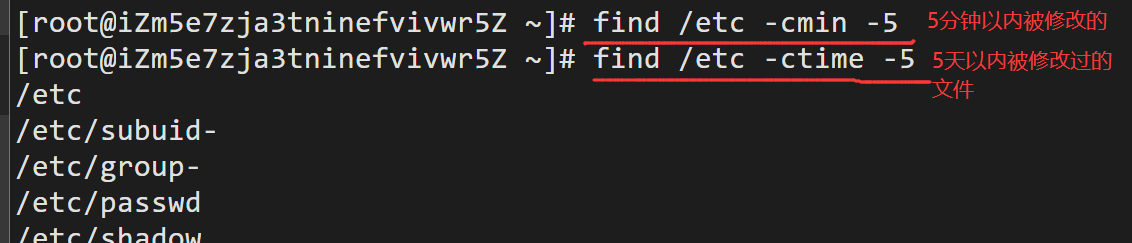 [root@iZm5e7zja3tninefvivwr5Z ~]# find /etc -cmin -5 5分钟以内被修改的
[root@iZm5e7zja3tninefvivwr5Z ~]# find /etc -ctime -5 5天以内被修改过的
文件
/etc
/etc/subuid-
/etc/group-
/etc/passwd
/etc/shadow